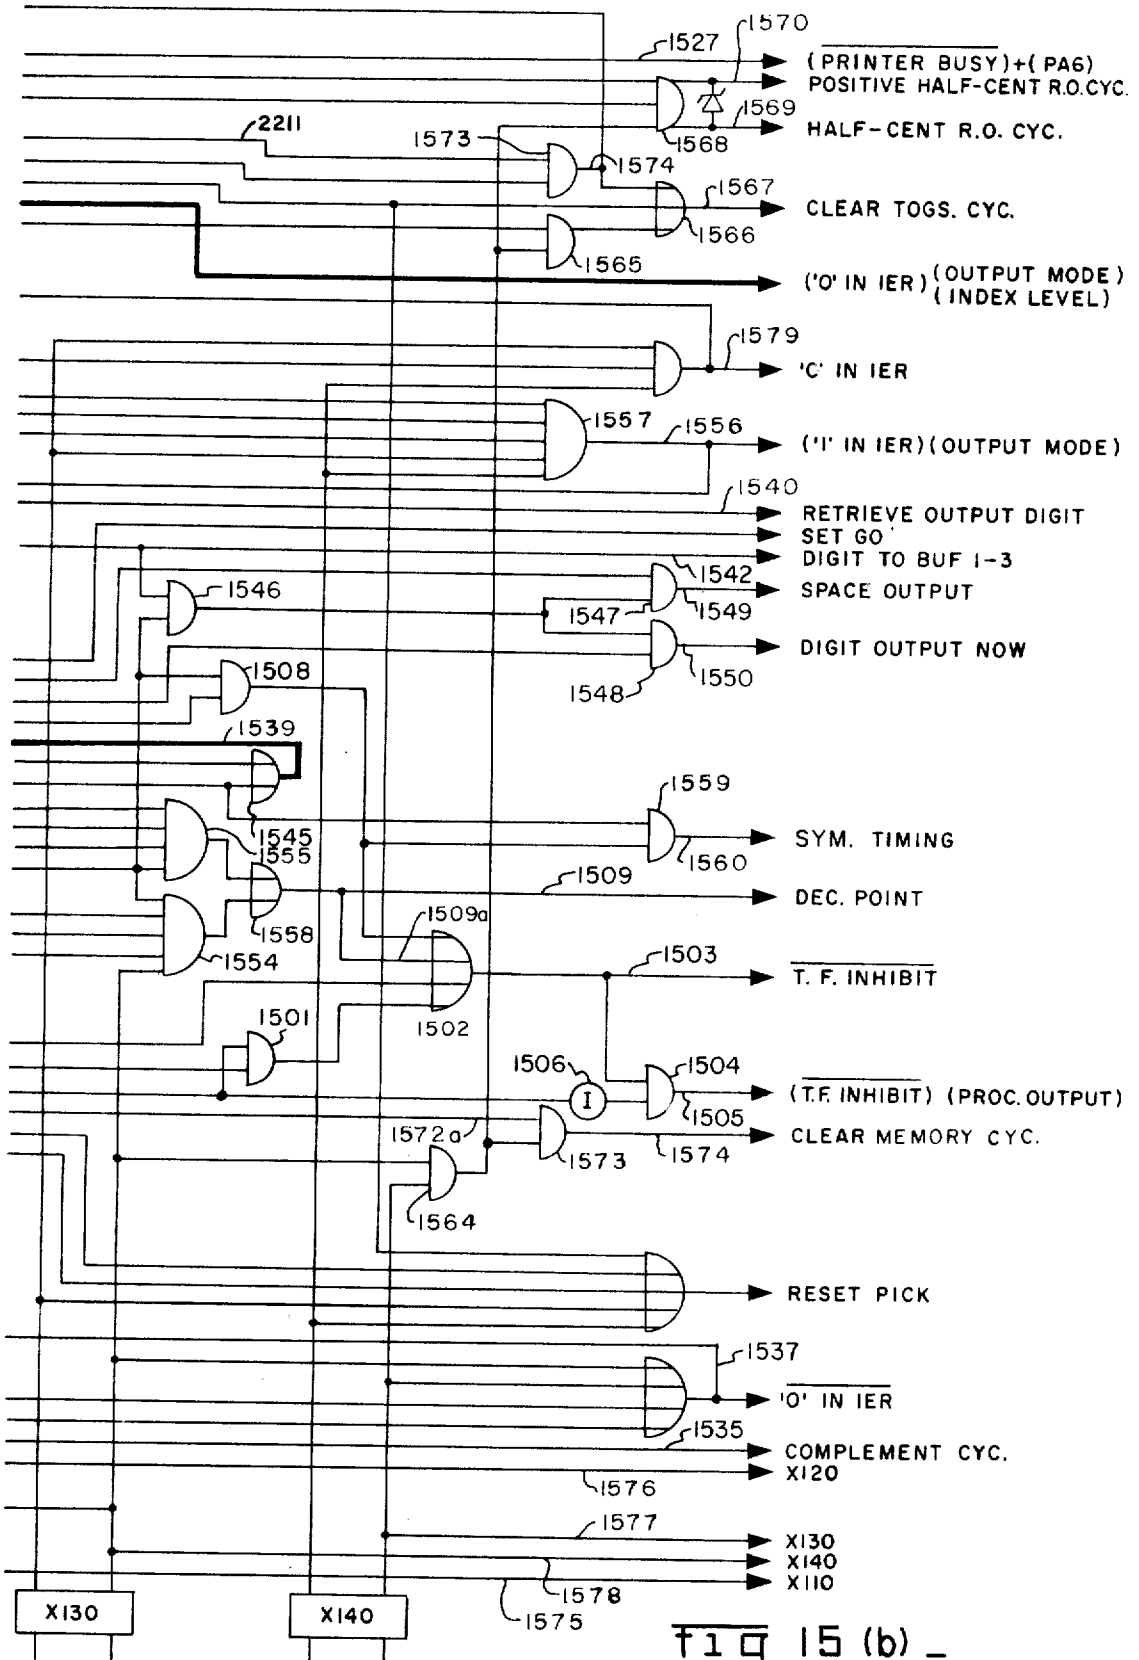 1570
1527
(PRINTER BUSY)+(PA6)
POSITIVE HALF-CENT R.O.CYC.
1569
2211
1573
HALF-CENT R.O. CYC.
1568
1574
1567
CLEAR TOGS. CYC.
1566
1565
('0' IN IER) (OUTPUT MODE)
(INDEX LEVEL)
1579
'C' IN IER
1557
1556
('1' IN IER) (OUTPUT MODE)
1540
RETRIEVE OUTPUT DIGIT
SET GO'
DIGIT TO BUF 1-3
1542
1546
SPACE OUTPUT
1547
1549
DIGIT OUTPUT NOW
1508
1550
1548
1539
1559
1545
SYM. TIMING
1555
1560
1509
DEC. POINT
1509a
1558
1503
1554
T. F. INHIBIT
1501
1502
1506
1504
I
(T.F. INHIBIT) (PROC. OUTPUT)
1505
1572a
CLEAR MEMORY CYC.
1573
1574
1564
RESET PICK
1537
'0' IN IER
1535
COMPLEMENT CYC.
X120
1576
1577
X130
X140
X110
1578
1575
X130
X140
fig 15 (b)